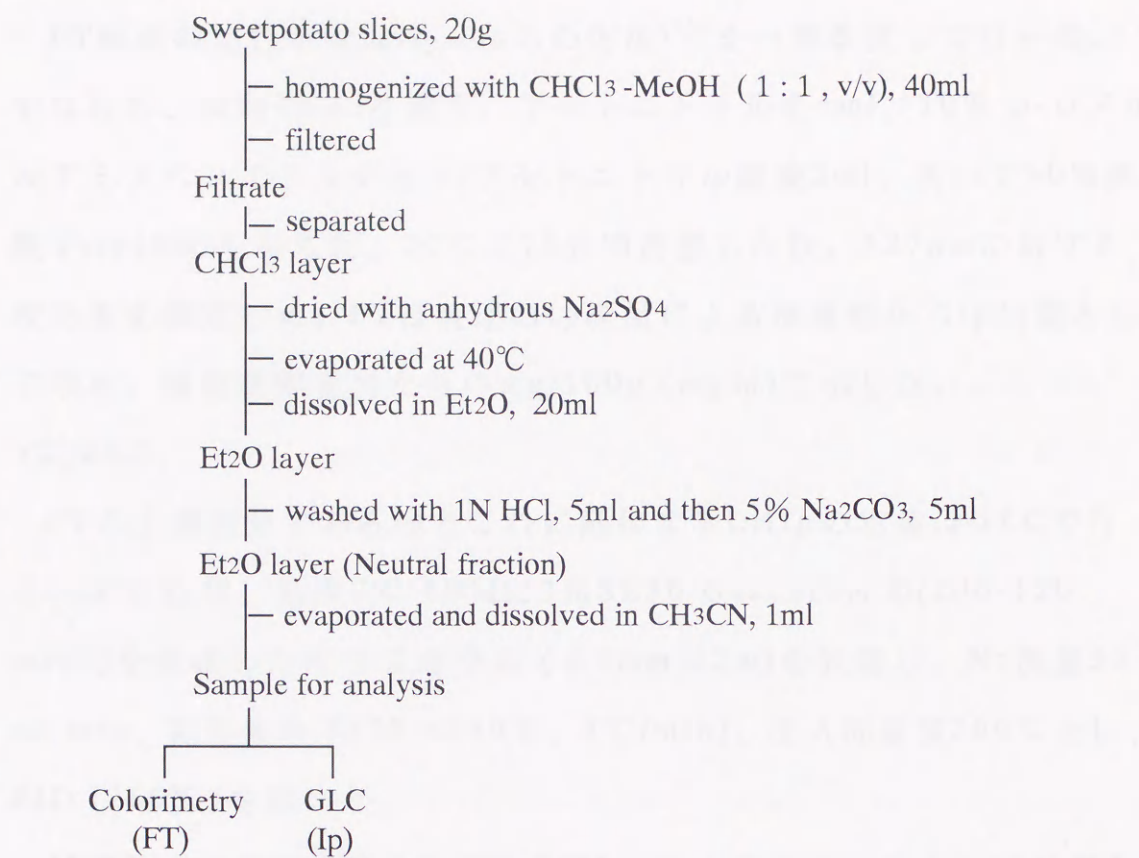 Sweetpotato slices, 20g
homogenized with CHCl3 -MeOH ( 1 : 1 , v/v), 40ml
filtered
Filtrate
separated
CHCl3 layer
dried with anhydrous Na2SO4
evaporated at 40℃
dissolved in Et2O, 20ml
Et2O layer
washed with 1N HCl, 5ml and then 5% Na2CO3, 5ml
Et2O layer (Neutral fraction)
evaporated and dissolved in CH3CN, 1ml
Sample for analysis
Colorimetry GLC
(FT) (Ip)